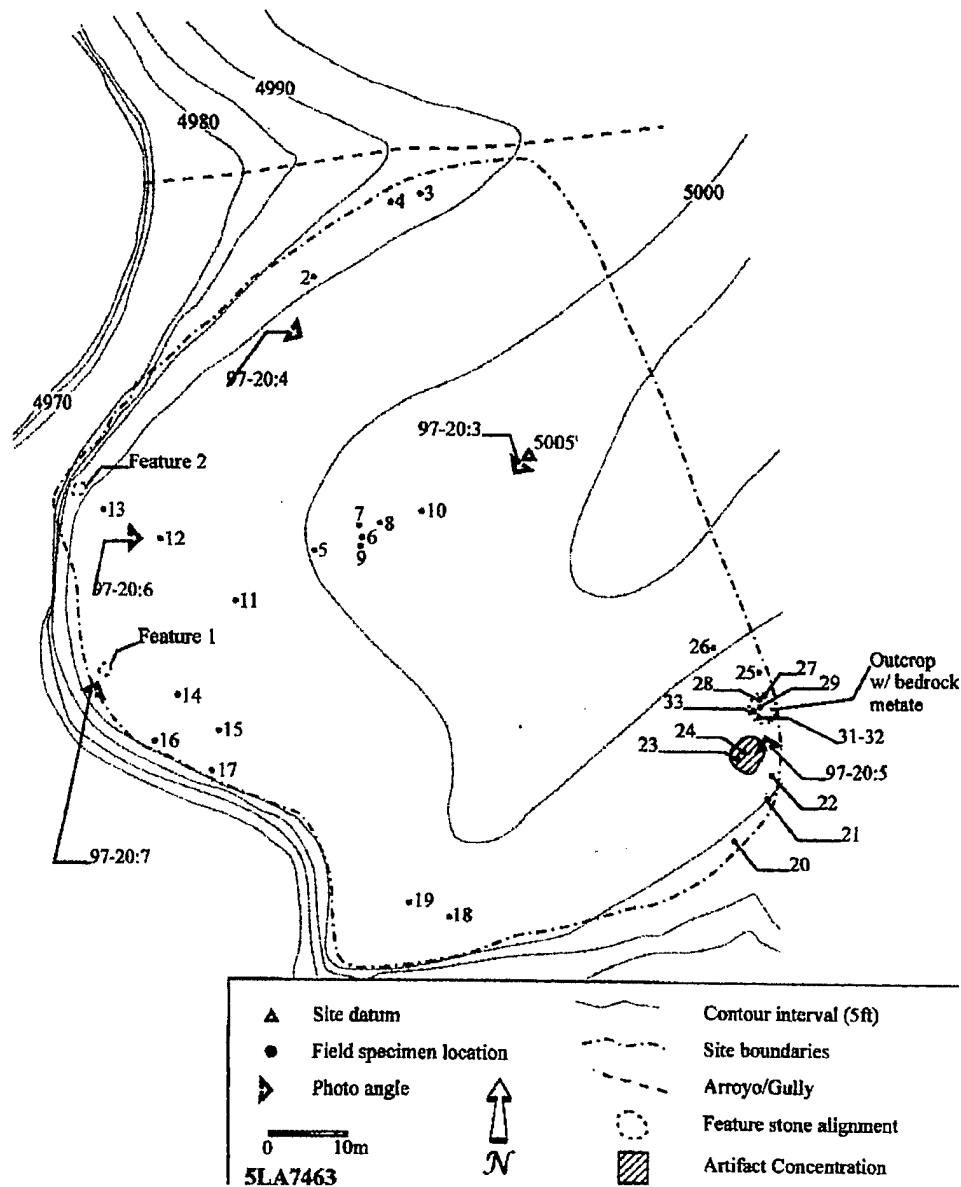 4990
4980
5000
3
4
2
97-20:4
4970
97-20:3
5005'
Feature 2
13
7
8
10
12
6
5
9
97-20:6
11
Feature 1
26
25
27
Outcrop
w/ bedrock
metate
28
29
14
33
15
24
31-32
16
23
17
97-20:5
22
21
97-20:7
20
19
18
Site datum
Contour interval (5ft)
Field specimen location
Site boundaries
Photo angle
Arroyo/Gully
Feature stone alignment
0 10m
N
Artifact Concentration
5LA7463